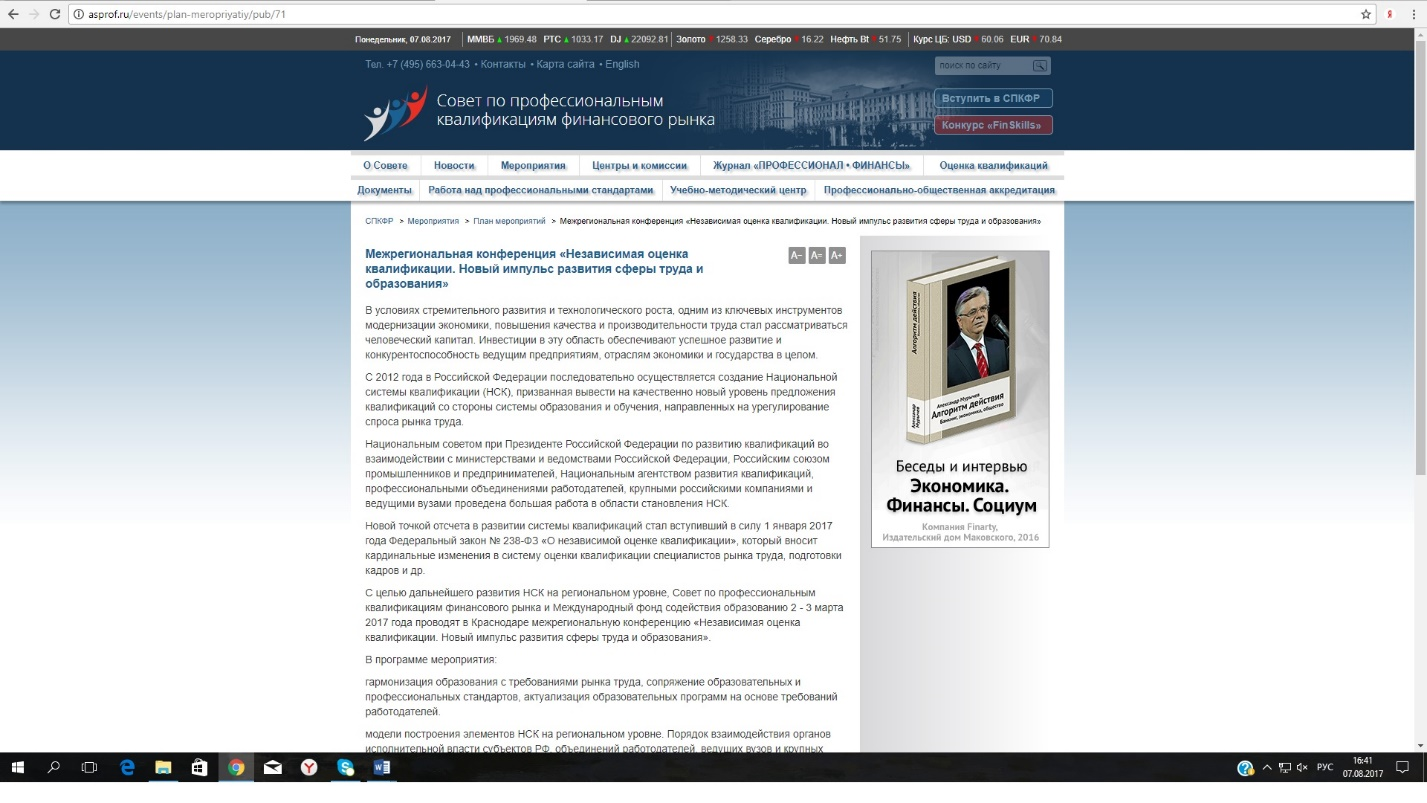 asprof.ru/events/plan-meropriyatiy/pub/71
Понедельник, 07.08.2017 ММВБ 1969.48 РТС 1033.17 DJ 22092.81 Золото 1258.33 Серебро 16.22 Нефть Bt 51.75 Курс ЦБ: USD 60.06 EUR 70.84
Тел. +7 (495) 663-04-43 • Контакты • Карта сайта • English
поиск по сайту
Совет по профессиональным
квалификациям финансового рынка
Вступить в СПКФР
Конкурс «FinSkills»
О Совете Новости Мероприятия Центры и комиссии Журнал «ПРОФЕССИОНАЛ • ФИНАНСЫ» Оценка квалификаций
Документы Работа над профессиональными стандартами Учебно-методический центр Профессионально-общественная аккредитация
СПКФР > Мероприятия > План мероприятий > Межрегиональная конференция «Независимая оценка квалификации. Новый импульс развития сферы труда и образования»
Межрегиональная конференция «Независимая оценка
квалификации. Новый импульс развития сферы труда и
образования»
A- A= A+
В условиях стремительного развития и технологического роста, одним из ключевых инструментов
модернизации экономики, повышения качества и производительности труда стал рассматриваться
человеческий капитал. Инвестиции в эту область обеспечивают успешное развитие и
конкурентоспособность ведущим предприятиям, отраслям экономики и государства в целом.
С 2012 года в Российской Федерации последовательно осуществляется создание Национальной
системы квалификации (НСК), призванная вывести на качественно новый уровень предложения
квалификаций со стороны системы образования и обучения, направленных на урегулирование
спроса рынка труда.
Национальным советом при Президенте Российской Федерации по развитию квалификаций во
взаимодействии с министерствами и ведомствами Российской Федерации, Российским союзом
промышленников и предпринимателей, Национальным агентством развития квалификаций,
профессиональными объединениями работодателей, крупными российскими компаниями и
ведущими вузами проведена большая работа в области становления НСК.
Новой точкой отсчета в развитии системы квалификаций стал вступивший в силу 1 января 2017
года Федеральный закон № 238-ФЗ «О независимой оценке квалификации», который вносит
кардинальные изменения в систему оценки квалификации специалистов рынка труда, подготовки
кадров и др.
С целью дальнейшего развития НСК на региональном уровне, Совет по профессиональным
квалификациям финансового рынка и Международный фонд содействия образованию 2 - 3 марта
2017 года проводят в Краснодаре межрегиональную конференцию «Независимая оценка
квалификации. Новый импульс развития сферы труда и образования».
В программе мероприятия:
гармонизация образования с требованиями рынка труда, сопряжение образовательных и
профессиональных стандартов, актуализация образовательных программ на основе требований
работодателей.
модели построения элементов НСК на региональном уровне. Порядок взаимодействия органов
исполнительной власти субъектов РФ, объединений работодателей, ведущих вузов и крупных
Алгоритм действия
Александр Мурычев
Александр Мурычев
Алгоритм действия
Банкинг, экономика, общество
Беседы и интервью
Экономика.
Финансы. Социум
Компания Finarty,
Издательский дом Маковского, 2016
РУС
16:41
07.08.2017